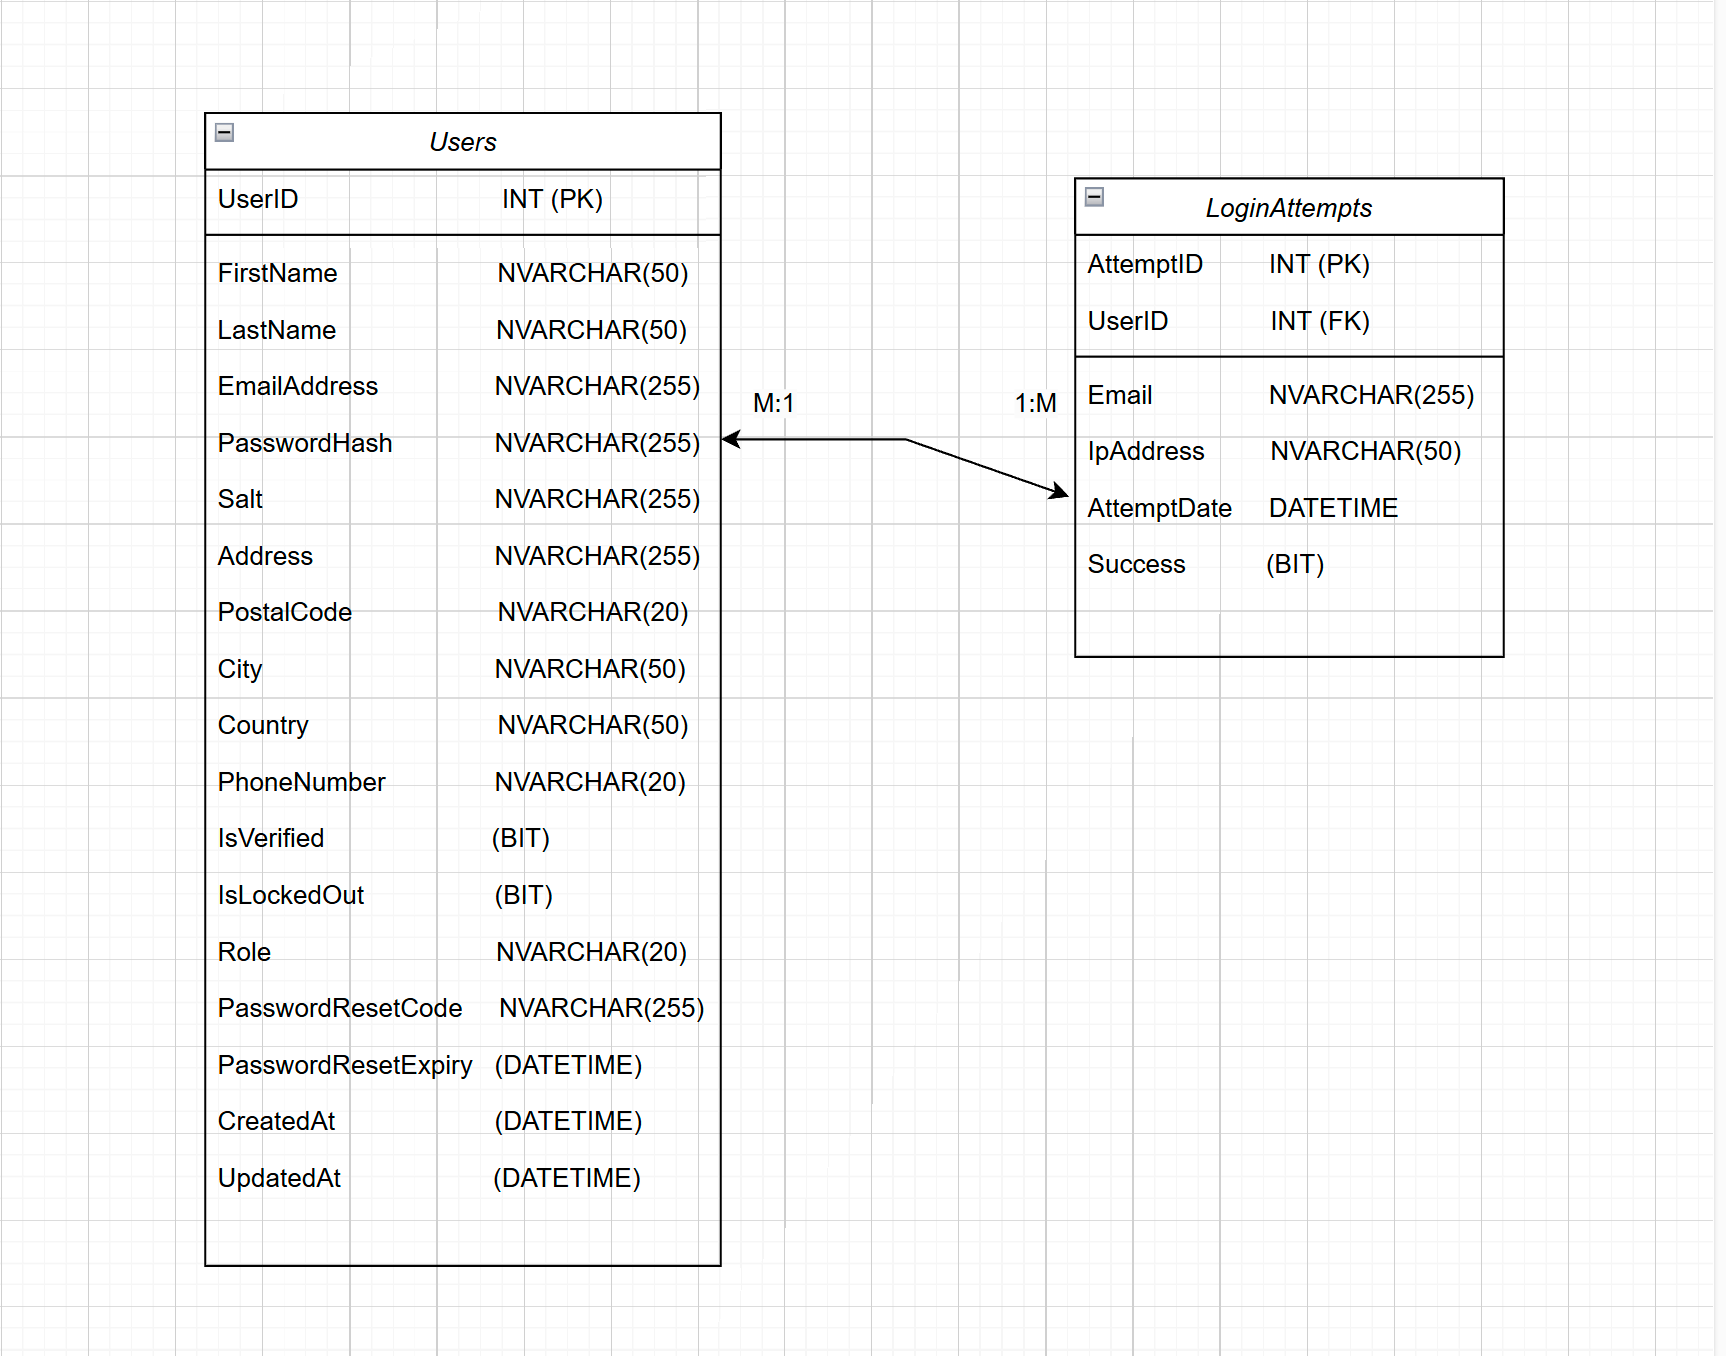 Users
UserID INT (PK)
FirstName NVARCHAR(50)
LastName NVARCHAR(50)
EmailAddress NVARCHAR(255)
PasswordHash NVARCHAR(255)
Salt NVARCHAR(255)
Address NVARCHAR(255)
PostalCode NVARCHAR(20)
City NVARCHAR(50)
Country NVARCHAR(50)
PhoneNumber NVARCHAR(20)
IsVerified (BIT)
IsLockedOut (BIT)
Role NVARCHAR(20)
PasswordResetCode NVARCHAR(255)
PasswordResetExpiry (DATETIME)
CreatedAt (DATETIME)
UpdatedAt (DATETIME)
M:1
1:M
LoginAttempts
AttemptID INT (PK)
UserID INT (FK)
Email NVARCHAR(255)
IpAddress NVARCHAR(50)
AttemptDate DATETIME
Success (BIT)